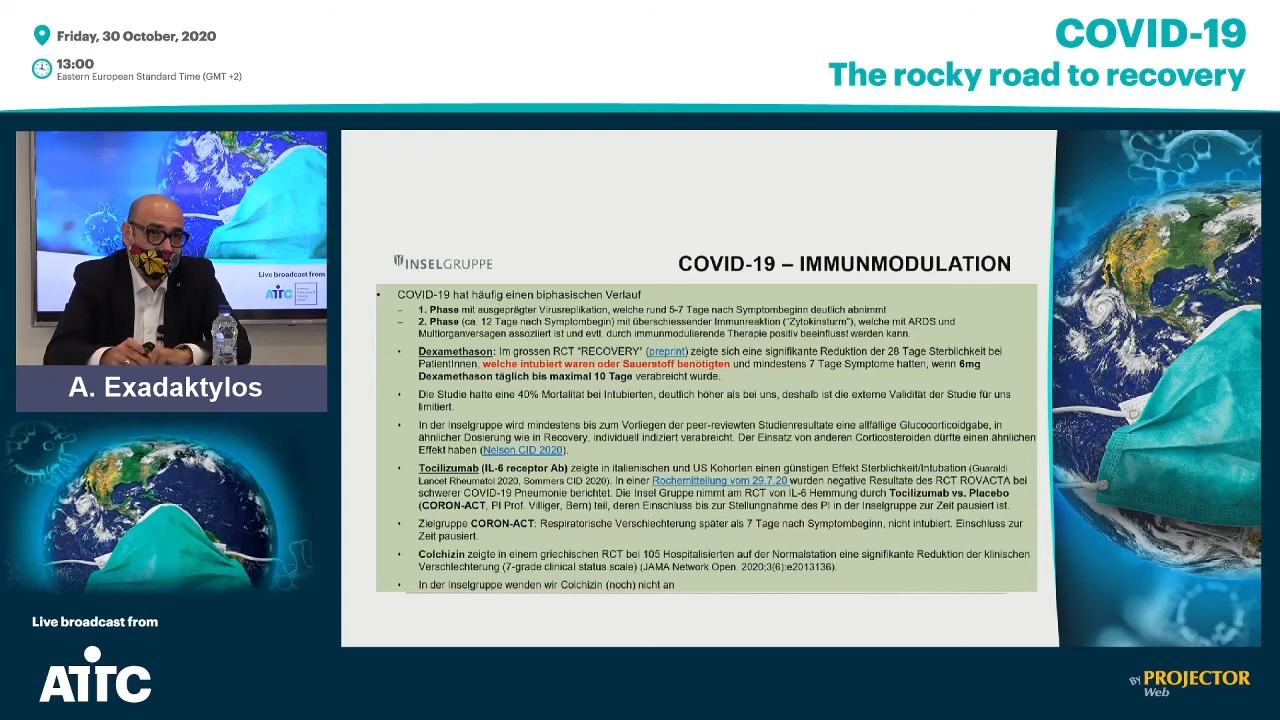 Friday, 30 October, 2020
13:00
Eastern European Standard Time (GMT +2)
COVID-19
The rocky road to recovery
Live broadcast from
ATTC
A. Exadaktylos
INSELGRUPPE
COVID-19 – IMMUNMODULATION
• COVID-19 hat häufig einen biphasischen Verlauf
– 1. Phase mit ausgeprägter Virusreplikation, welche rund 5-7 Tage nach Symptombeginn deutlich abnimmt
– 2. Phase (ca. 12 Tage nach Symptombegin) mit überschiessender Immunreaktion ("Zytokinsturm"), welche mit ARDS und
Multiorganversagen assoziiert ist und evtl. durch immunmodulierende Therapie positiv beeinflusst werden kann.
• Dexamethason: Im grossen RCT "RECOVERY" (preprint) zeigte sich eine signifikante Reduktion der 28 Tage Sterblichkeit bei
PatientInnen, welche intubiert waren oder Sauerstoff benötigten und mindestens 7 Tage Symptome hatten, wenn 6mg
Dexamethason täglich bis maximal 10 Tage verabreicht wurde.
• Die Studie hatte eine 40% Mortalität bei Intubierten, deutlich höher als bei uns, deshalb ist die externe Validität der Studie für uns
limitiert.
• In der Inselgruppe wird mindestens bis zum Vorliegen der peer-reviewten Studienresultate eine allfällige Glucocorticoidgabe, in
ähnlicher Dosierung wie in Recovery, individuell indiziert verabreicht. Der Einsatz von anderen Corticosteroiden dürfte einen ähnlichen
Effekt haben (Nelson CID 2020).
• Tocilizumab (IL-6 receptor Ab) zeigte in italienischen und US Kohorten einen günstigen Effekt Sterblichkeit/Intubation (Guaraldi
Lancet Rheumatol 2020, Sommers CID 2020). In einer Rochemitteilung vom 29.7.20 wurden negative Resultate des RCT ROVACTA bei
schwerer COVID-19 Pneumonie berichtet. Die Insel Gruppe nimmt am RCT von IL-6 Hemmung durch Tocilizumab vs. Placebo
(CORON-ACT, PI Prof. Villiger, Bern) teil, deren Einschluss bis zur Stellungnahme des PI in der Inselgruppe zur Zeit pausiert ist.
• Zielgruppe CORON-ACT: Respiratorische Verschlechterung später als 7 Tage nach Symptombeginn, nicht intubiert. Einschluss zur
Zeit pausiert.
• Colchizin zeigte in einem griechischen RCT bei 105 Hospitalisierten auf der Normalstation eine signifikante Reduktion der klinischen
Verschlechterung (7-grade clinical status scale) (JAMA Network Open. 2020;3(6):e2013136).
• In der Inselgruppe wenden wir Colchizin (noch) nicht an
Live broadcast from
ATTC
By PROJECTOR
Web